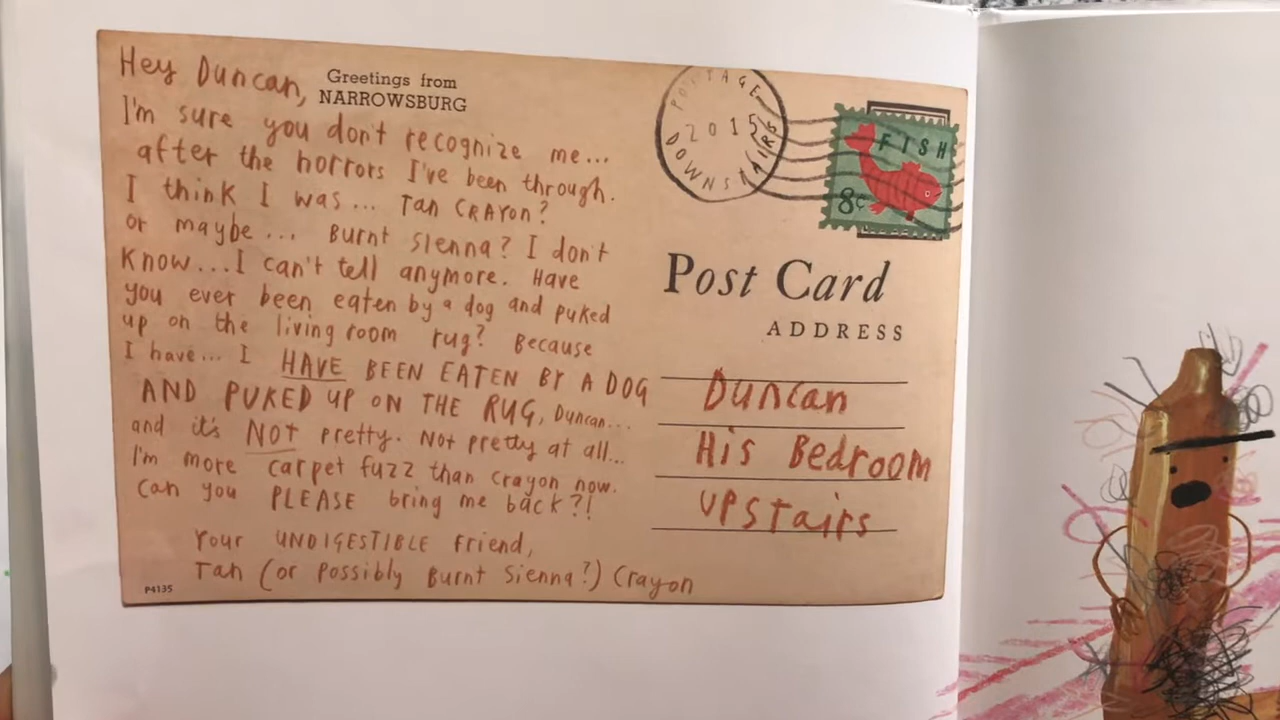 Hey Duncan,
Greetings from
NARROWSBURG
I'm sure you don't recognize me...
after the horrors I've been through.
I think I was... Tan CRAYON?
or maybe... Burnt Sienna? I don't
know...I can't tell anymore. Have
you ever been eaten by a dog and puked
up on the living room rug? Because
I have... I HAVE BEEN EATEN BY A DOG
AND PUKED UP ON THE RUG, Duncan...
and it's NOT pretty. Not pretty at all...
I'm more carpet fuzz than crayon now.
Can you PLEASE bring me back?!
Your UNDIGESTIBLE Friend,
Tan (or possibly Burnt Sienna?) Crayon
P4135
POSTAGE
2015
DOWNSTAIRS
FISH
8¢
Post Card
ADDRESS
Duncan
His Bedroom
Upstairs